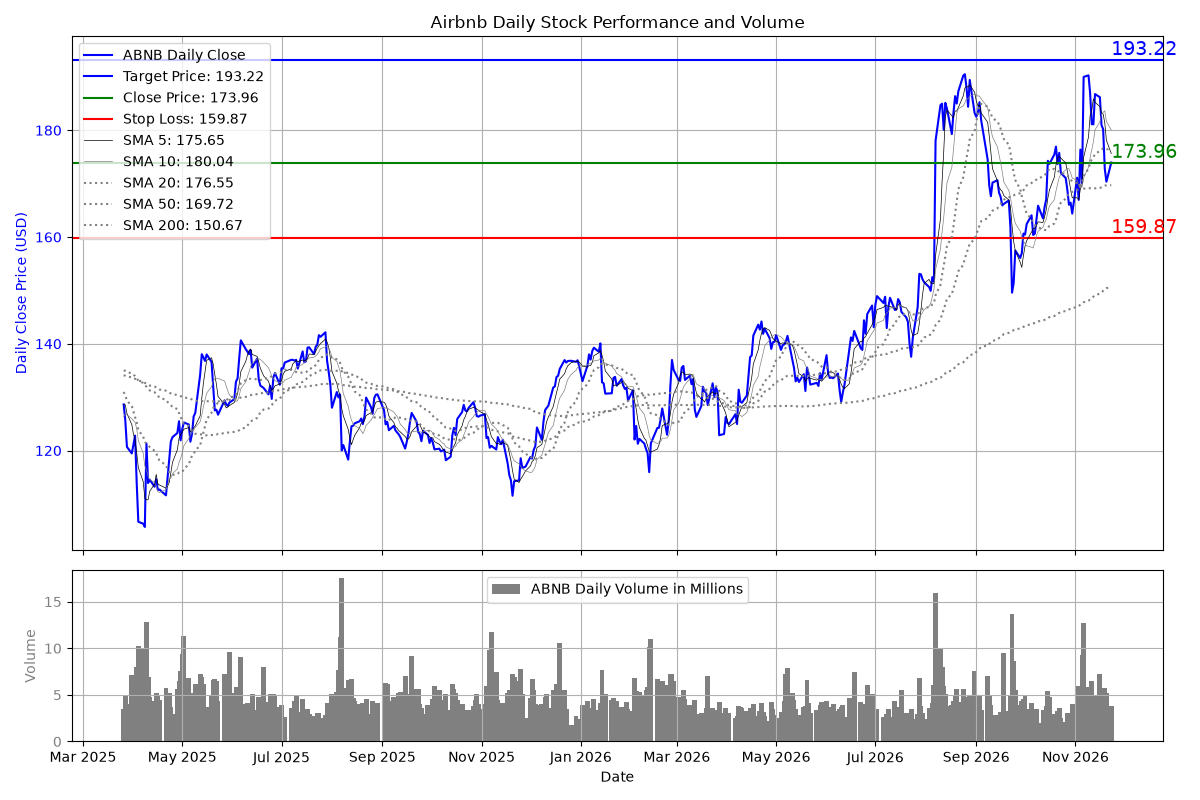 Airbnb Daily Stock Performance and Volume
193.22
173.96
159.87
ABNB Daily Close
Target Price: 193.22
Close Price: 173.96
Stop Loss: 159.87
SMA 5: 175.65
SMA 10: 180.04
SMA 20: 176.55
SMA 50: 169.72
SMA 200: 150.67
Daily Close Price (USD)
180
160
140
120
ABNB Daily Volume in Millions
Volume
15
10
5
0
Mar 2025 May 2025 Jul 2025 Sep 2025 Nov 2025 Jan 2026 Mar 2026 May 2026 Jul 2026 Sep 2026 Nov 2026
Date